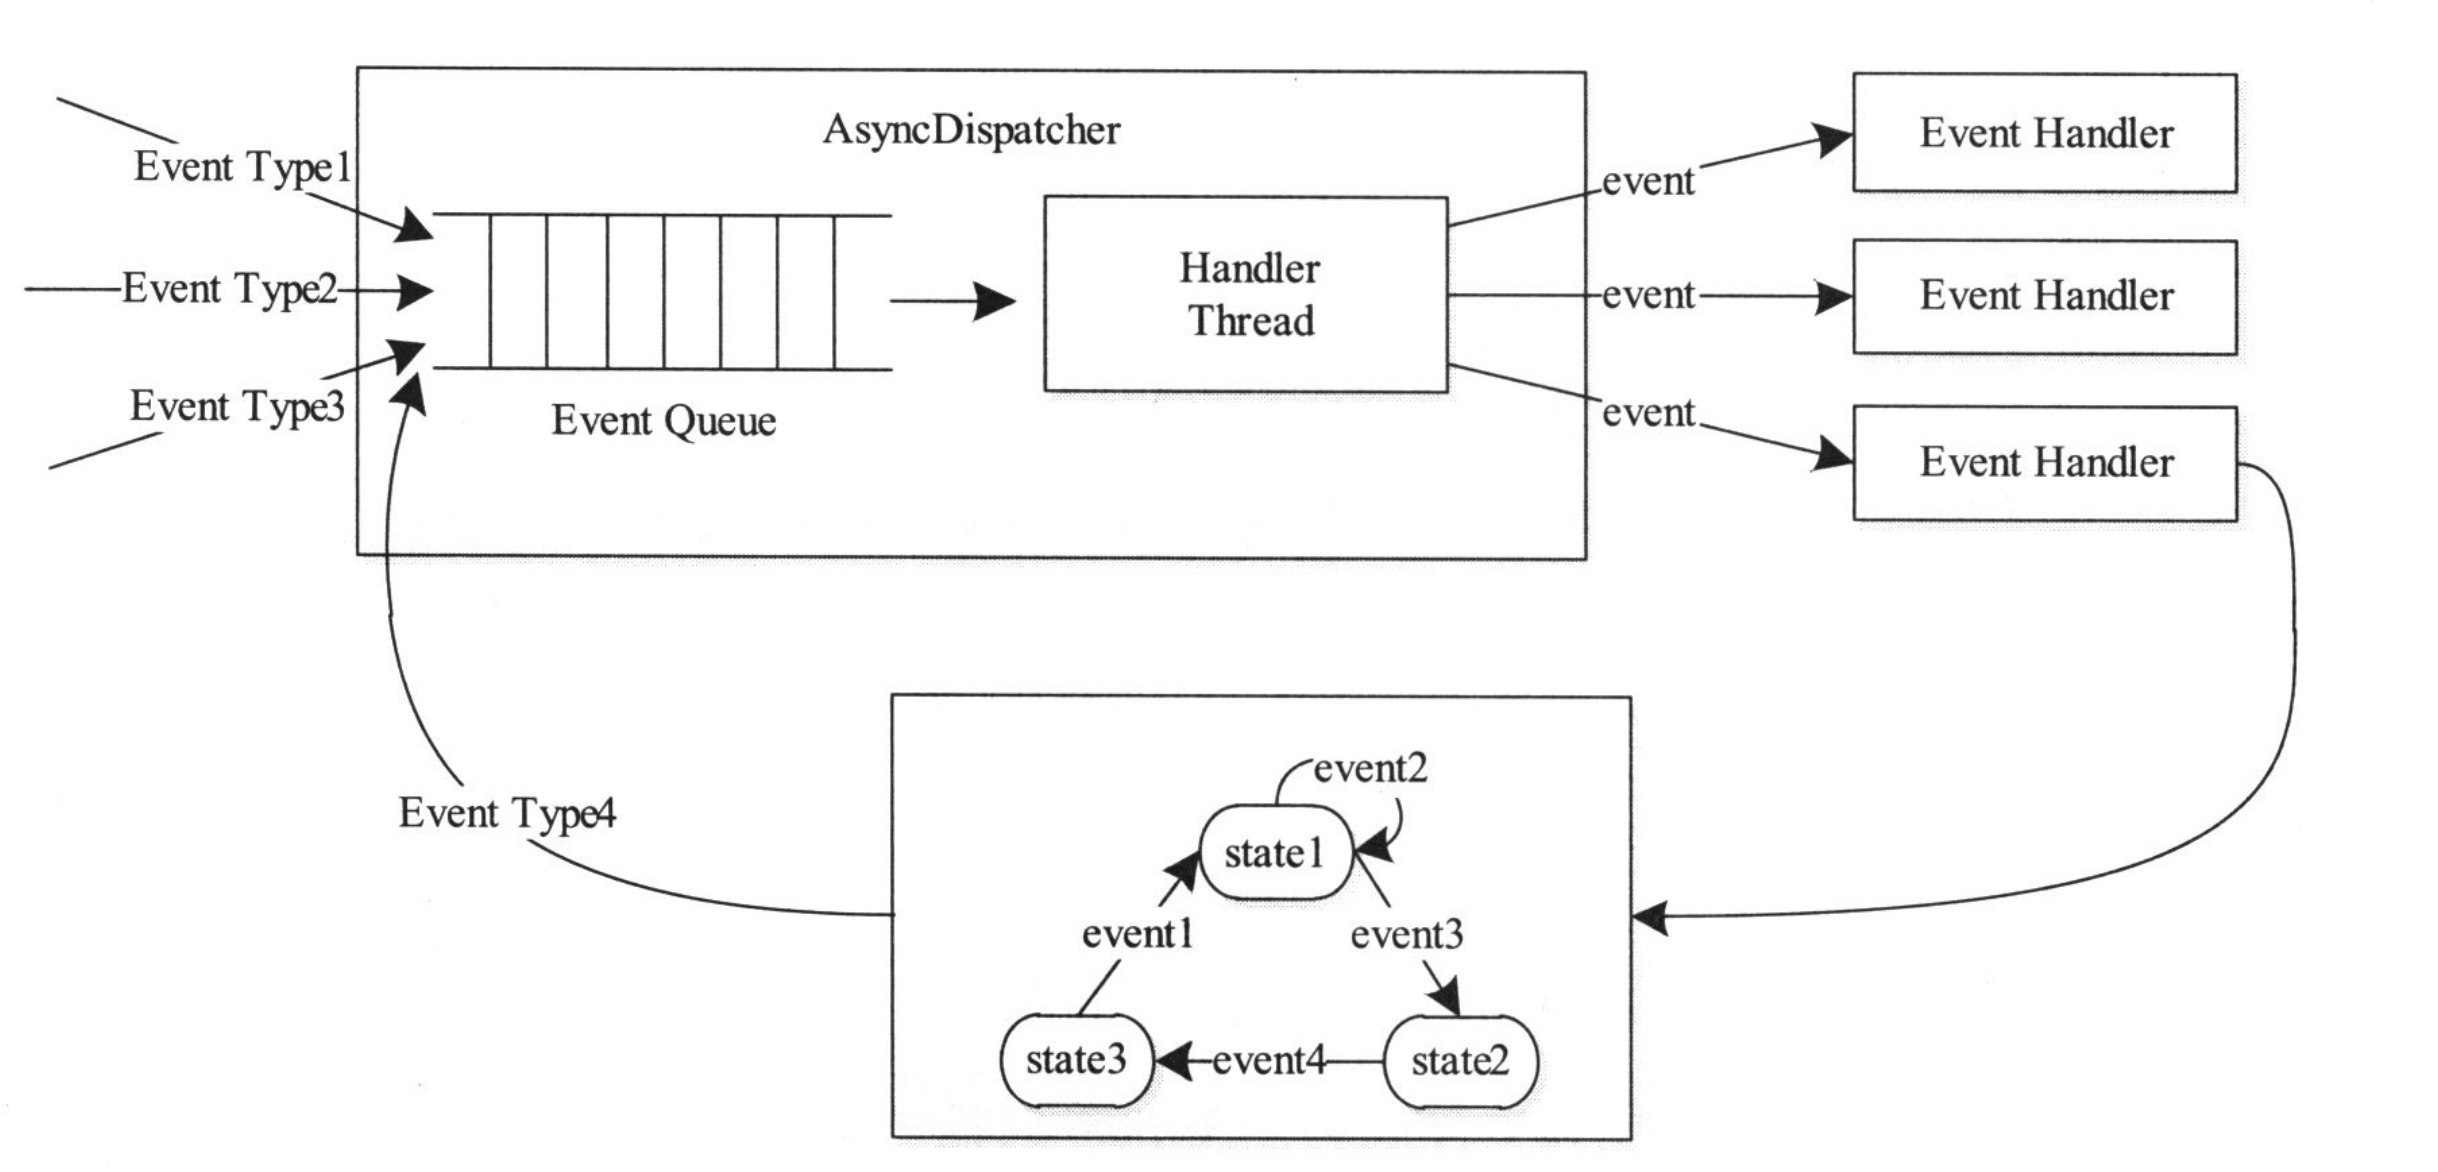 AsyncDispatcher
Event Type1
Event Type2
Event Type3
Event Queue
Handler
Thread
event
event
event
Event Handler
Event Handler
Event Handler
Event Type4
event2
state1
event1
event3
state3
event4
state2